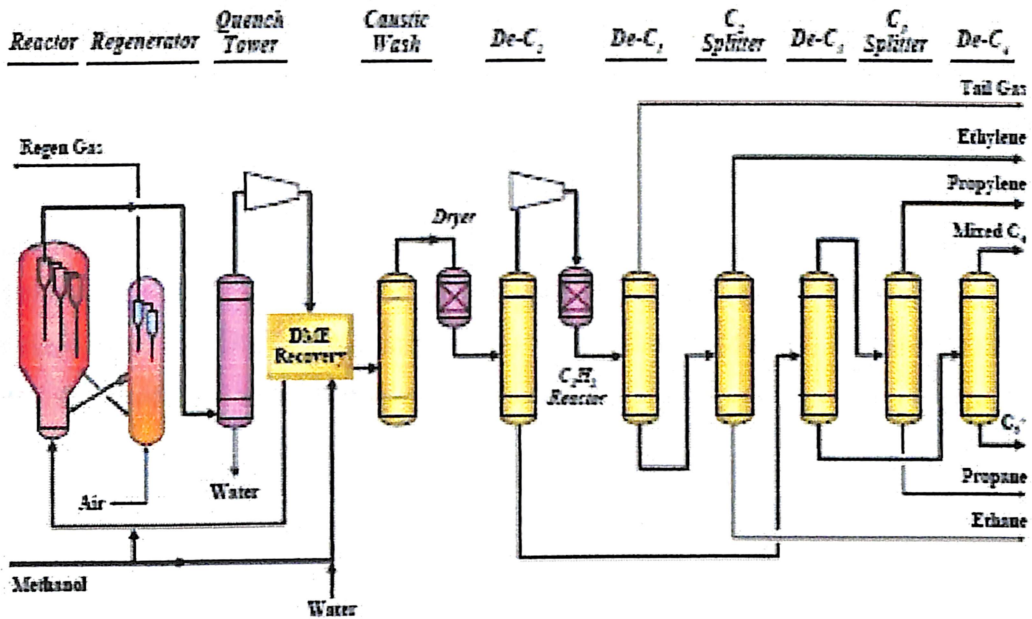 Reactor
Regenerator
Quench
Tower
Caustic
Wash
De-C₂
De-C₁
C₂
Splitter
De-C₃
C₃
Splitter
De-C₄
Tail Gas
Regen Gas
Ethylene
Propylene
Dryer
Mixed C₄
DME
Recovery
C₂H₂
Reactor
C₅⁺
Water
Propane
Air
Ethane
Methanol
Water